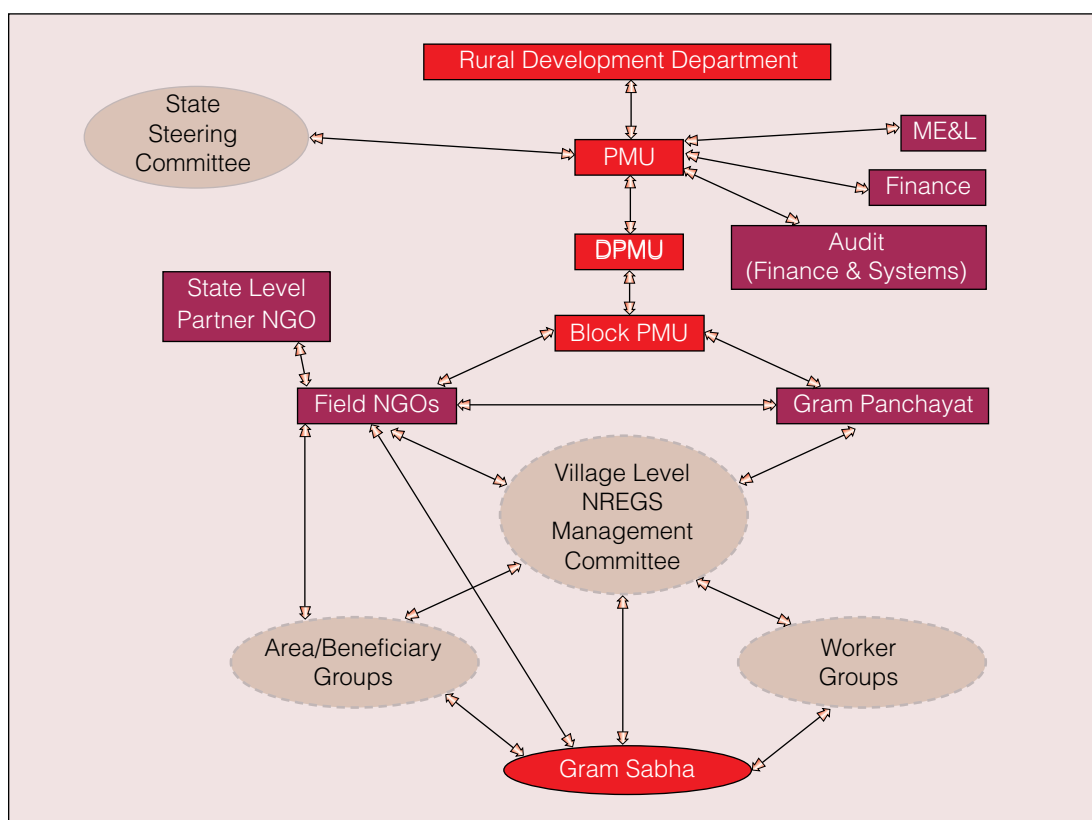 Rural Development Department
State
Steering
Committee
PMU
ME&L
Finance
Audit
(Finance & Systems)
DPMU
State Level
Partner NGO
Block PMU
Field NGOs
Gram Panchayat
Village Level
NREGS
Management
Committee
Area/Beneficiary
Groups
Worker
Groups
Gram Sabha